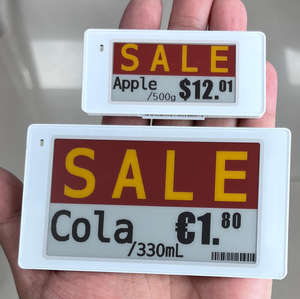 SALE
Apple
/500g $12.01
SALE
Cola €1.80
/330mL